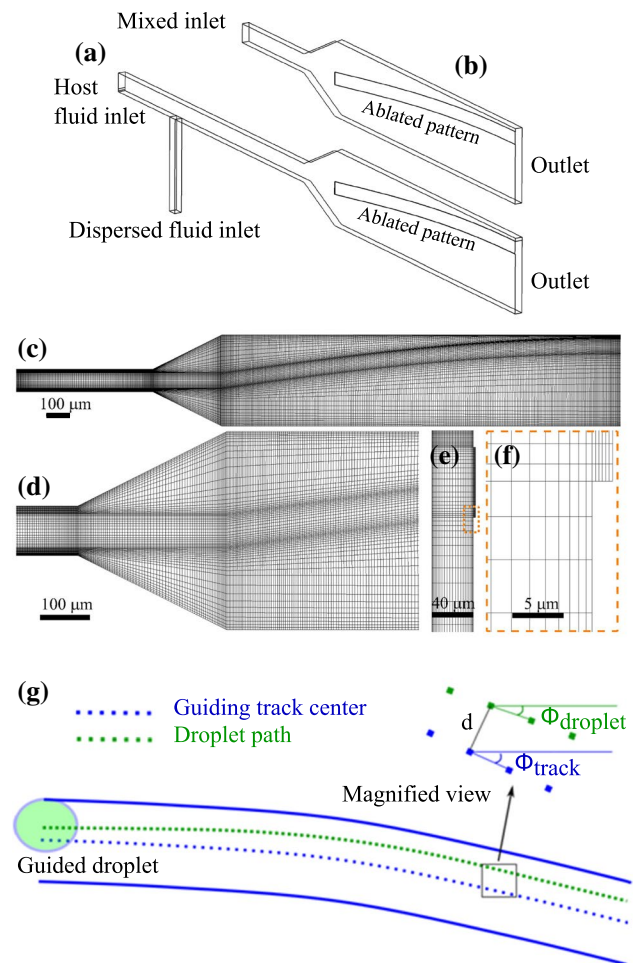 Mixed inlet
(a)
(b)
Host
fluid inlet
Ablated pattern
Outlet
Dispersed fluid inlet
Ablated pattern
Outlet
(c)
100 μm
(d)
(e)
(f)
100 μm
40 μm
5 μm
(g)
Guiding track center
Droplet path
d
Φdroplet
Φtrack
Magnified view
Guided droplet